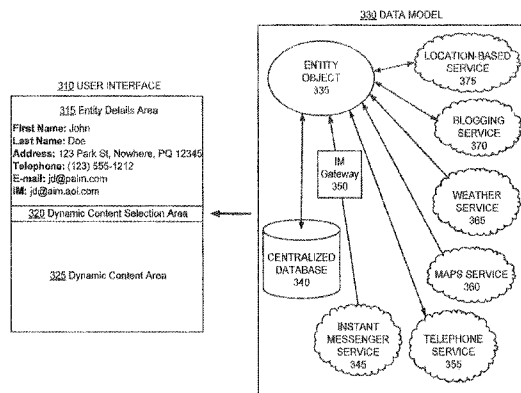 310 USER INTERFACE
315 Entity Details Area
First Name: John
Last Name: Doe
Address: 123 Park St, Nowhere, PQ 12345
Telephone: (123) 555-1212
E-mail: jd@palm.com
IM: jd@aim.aol.com
320 Dynamic Content Selection Area
325 Dynamic Content Area
330 DATA MODEL
ENTITY
OBJECT
335
LOCATION-BASED
SERVICE
375
BLOGGING
SERVICE
370
IM
Gateway
350
WEATHER
SERVICE
365
CENTRALIZED
DATABASE
340
MAPS SERVICE
360
INSTANT
MESSENGER
SERVICE
345
TELEPHONE
SERVICE
355